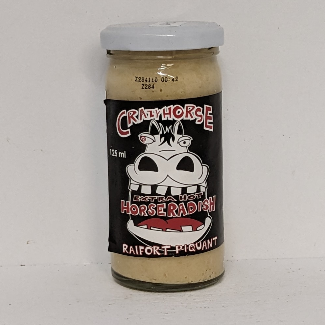 CRAZY HORSE
125 ml
EXTRA HOT
HORSERADISH
RAIFORT PIQUANT